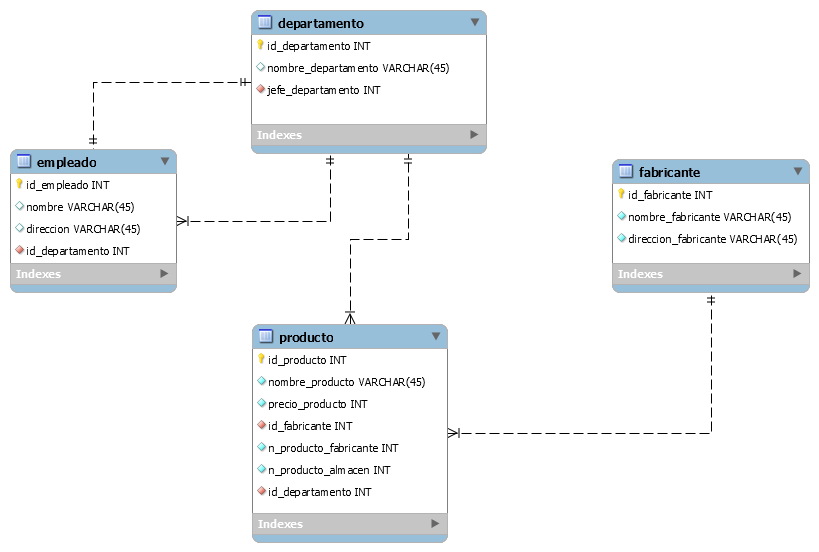 departamento
id_departamento INT
nombre_departamento VARCHAR(45)
jefe_departamento INT
Indexes
empleado
id_empleado INT
nombre VARCHAR(45)
direccion VARCHAR(45)
id_departamento INT
Indexes
fabricante
id_fabricante INT
nombre_fabricante VARCHAR(45)
direccion_fabricante VARCHAR(45)
Indexes
producto
id_producto INT
nombre_producto VARCHAR(45)
precio_producto INT
id_fabricante INT
n_producto_fabricante INT
n_producto_almacen INT
id_departamento INT
Indexes